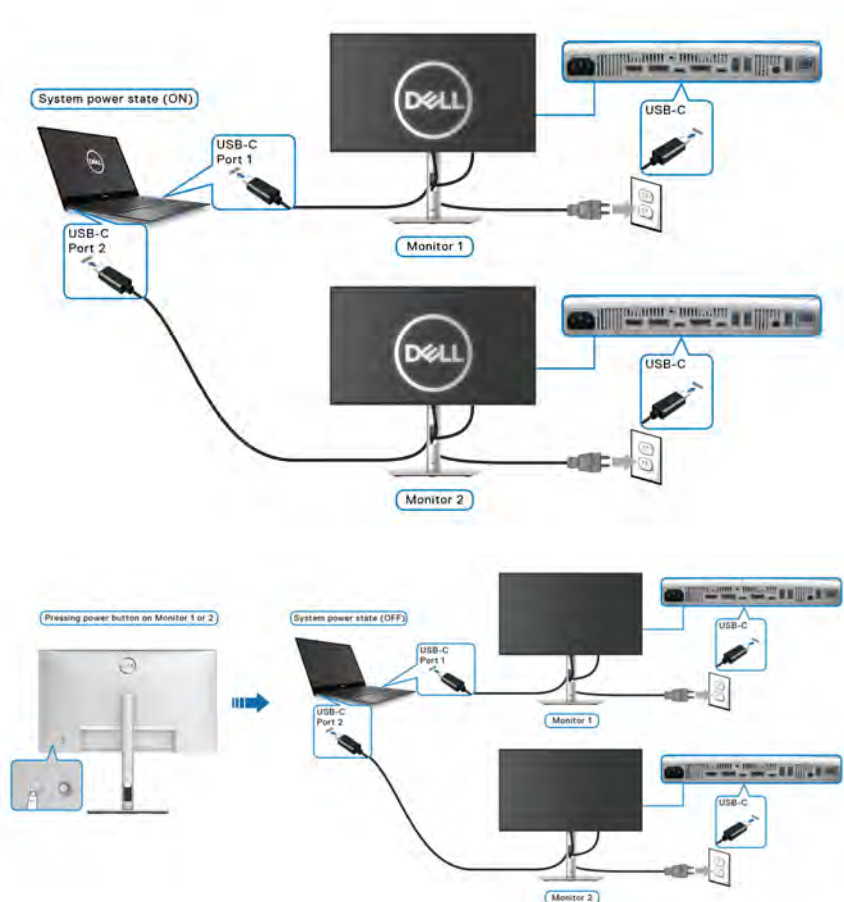 System power state (ON)
DELL
DELL
USB-C
Port 1
USB-C
USB-C
Port 2
Monitor 1
DELL
USB-C
Monitor 2
Pressing power button on Monitor 1 or 2
System power state (OFF)
USB-C
Port 1
USB-C
USB-C
Port 2
Monitor 1
DELL
USB-C
Monitor 2